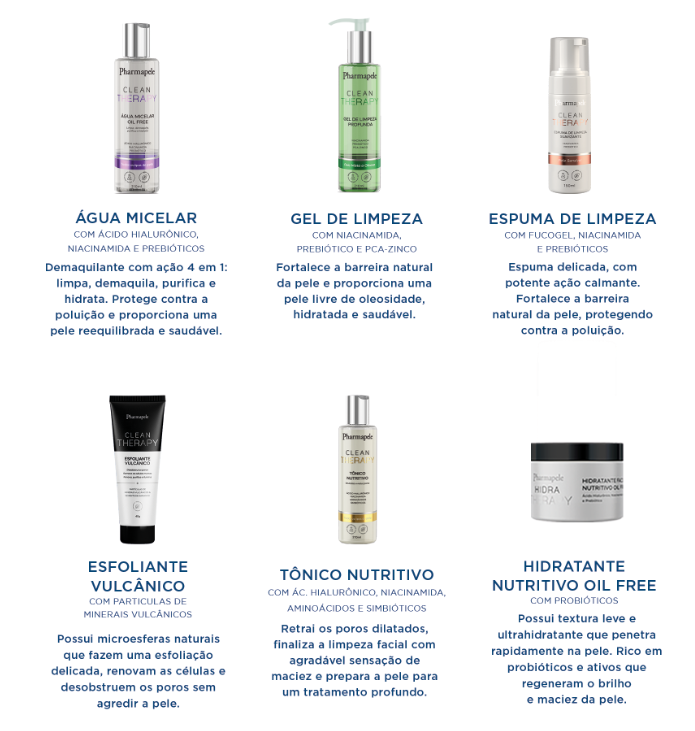 Pharmapele
CLEAN
THERAPY
ÁGUA MICELAR
OIL FREE
Pharmapele
CLEAN
THERAPY
GEL DE LIMPEZA
PROFUNDA
CLEAN
THERAPY
ESPUMA DE LIMPEZA
150ml
ÁGUA MICELAR
COM ÁCIDO HIALURÔNICO,
NIACINAMIDA E PREBIÓTICOS
Demaquilante com ação 4 em 1:
limpa, demaquila, purifica e
hidrata. Protege contra a
poluição e proporciona uma
pele reequilibrada e saudável.
GEL DE LIMPEZA
COM NIACINAMIDA,
PREBIÓTICO E PCA-ZINCO
Fortalece a barreira natural
da pele e proporciona uma
pele livre de oleosidade,
hidratada e saudável.
ESPUMA DE LIMPEZA
COM FUCOGEL, NIACINAMIDA
E PREBIÓTICOS
Espuma delicada, com
potente ação calmante.
Fortalece a barreira
natural da pele, protegendo
contra a poluição.
Pharmapele
CLEAN
THERAPY
ESFOLIANTE
VULCÂNICO
Pharmapele
CLEAN
THERAPY
TÔNICO
NUTRITIVO
Pharmapele
HIDRA
HIDRATANTE
NUTRITIVO OIL
ESFOLIANTE
VULCÂNICO
COM PARTICULAS DE
MINERAIS VULCÂNICOS
Possui microesferas naturais
que fazem uma esfoliação
delicada, renovam as células e
desobstruem os poros sem
agredir a pele.
TÔNICO NUTRITIVO
COM ÁC. HIALURÔNICO, NIACINAMIDA,
AMINOÁCIDOS E SIMBIÓTICOS
Retrai os poros dilatados,
finaliza a limpeza facial com
agradável sensação de
maciez e prepara a pele para
um tratamento profundo.
HIDRATANTE
NUTRITIVO OIL FREE
COM PROBIÓTICOS
Possui textura leve e
ultrahidratante que penetra
rapidamente na pele. Rico em
probióticos e ativos que
regeneram o brilho
e maciez da pele.